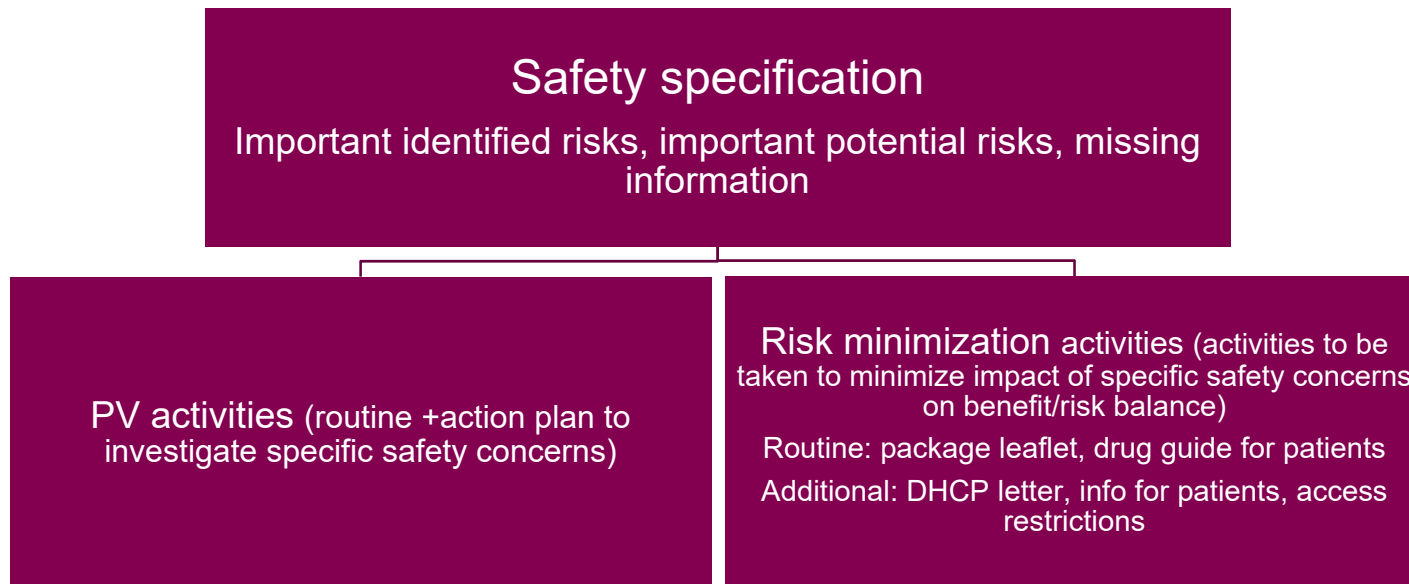 Safety specification
Important identified risks, important potential risks, missing
information
PV activities (routine +action plan to
investigate specific safety concerns)
Risk minimization activities (activities to be
taken to minimize impact of specific safety concerns
on benefit/risk balance)
Routine: package leaflet, drug guide for patients
Additional: DHCP letter, info for patients, access
restrictions